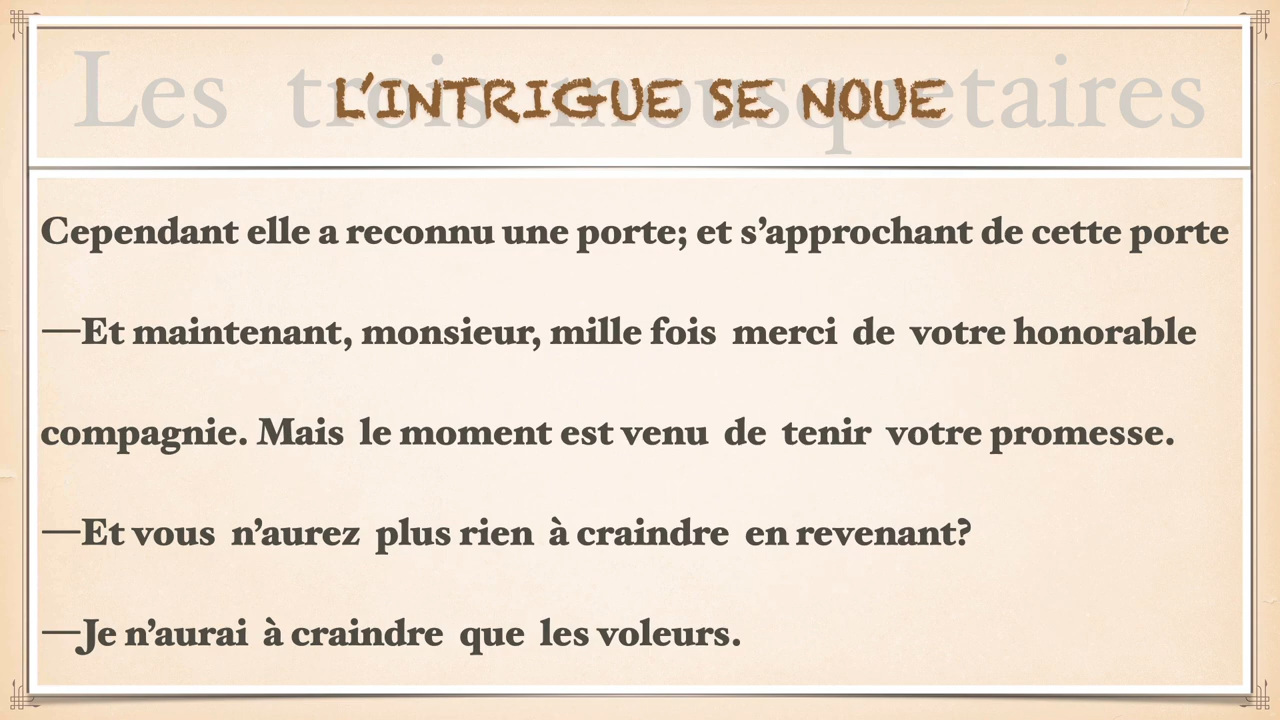 Les trois mousquetaires
L'INTRIGUE SE NOUE
Cependant elle a reconnu une porte; et s’approchant de cette porte
—Et maintenant, monsieur, mille fois merci de votre honorable
compagnie. Mais le moment est venu de tenir votre promesse.
—Et vous n’aurez plus rien à craindre en revenant?
—Je n’aurai à craindre que les voleurs.